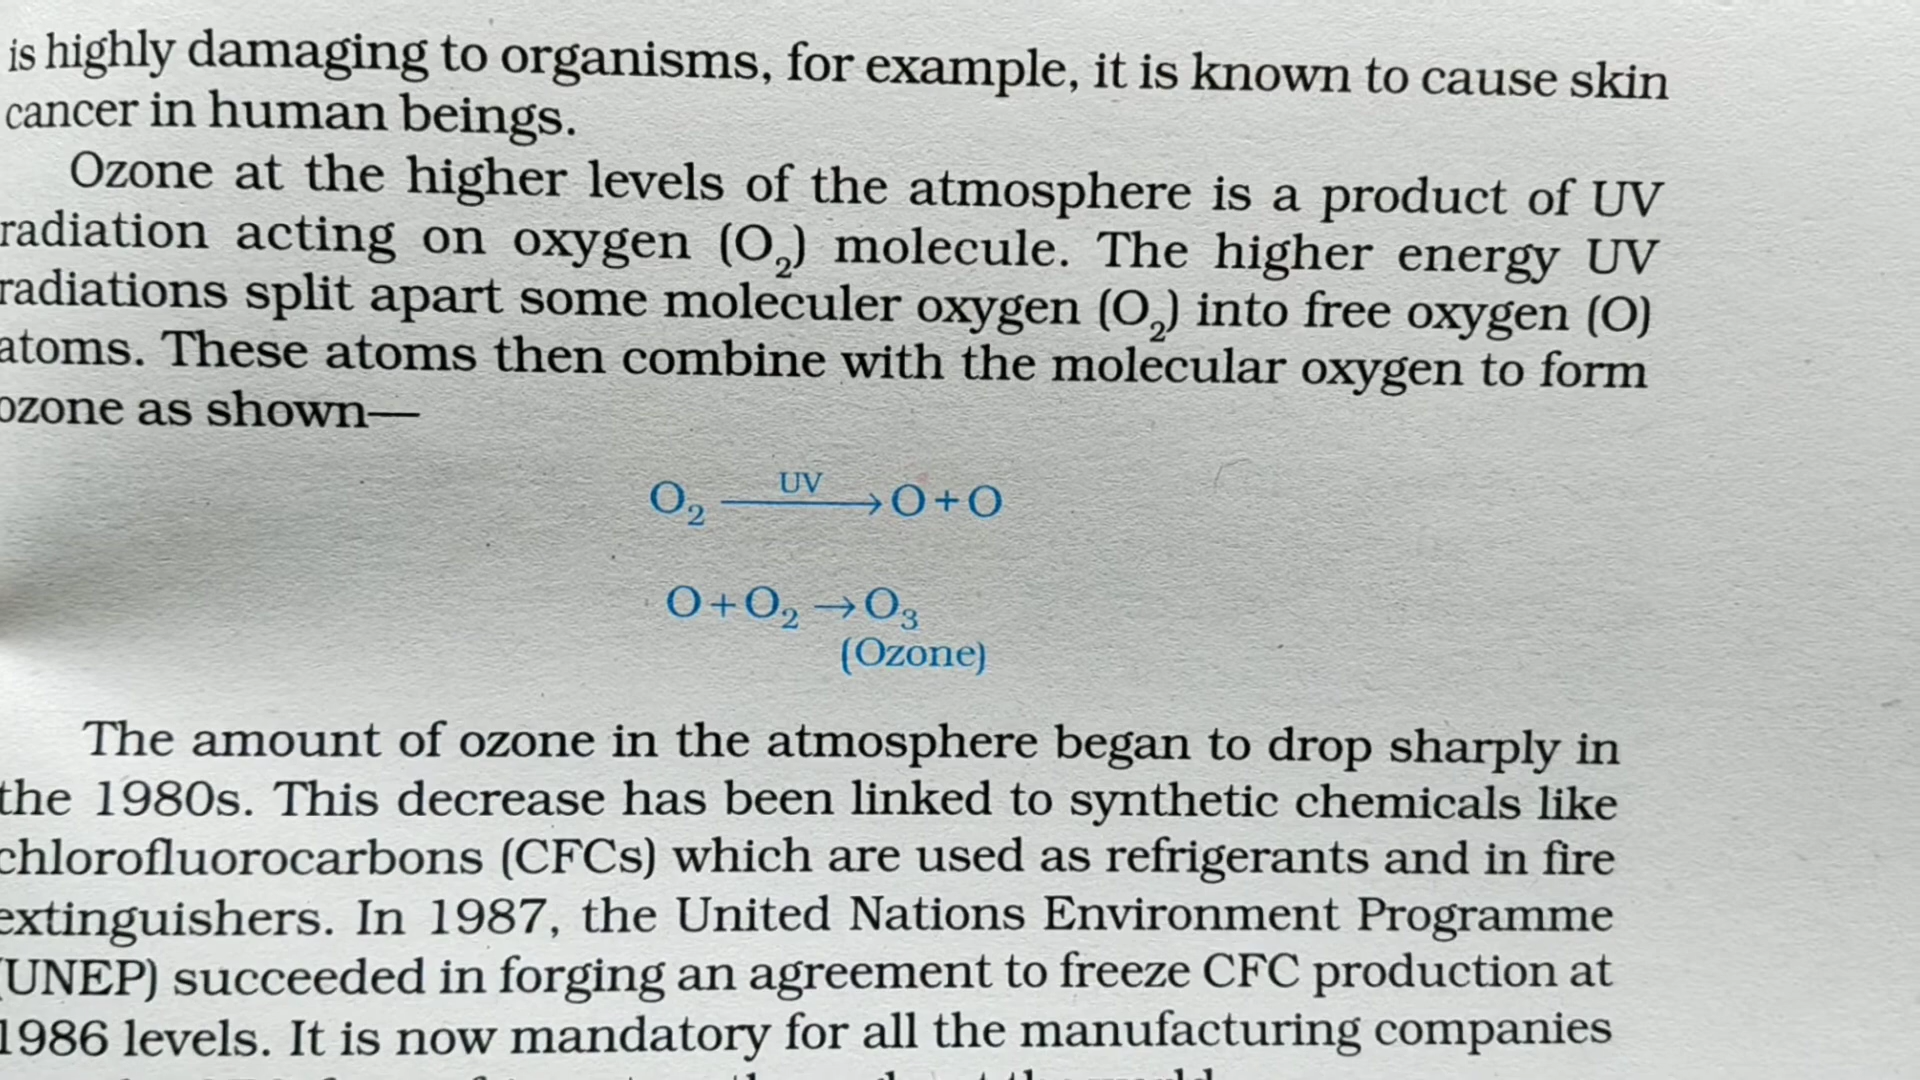 is highly damaging to organisms, for example, it is known to cause skin
cancer in human beings.
Ozone at the higher levels of the atmosphere is a product of UV
radiation acting on oxygen (O₂) molecule. The higher energy UV
radiations split apart some moleculer oxygen (O₂) into free oxygen (O)
atoms. These atoms then combine with the molecular oxygen to form
ozone as shown—
O₂ —UV→ O+O
O+O₂ → O₃
(Ozone)
The amount of ozone in the atmosphere began to drop sharply in
the 1980s. This decrease has been linked to synthetic chemicals like
chlorofluorocarbons (CFCs) which are used as refrigerants and in fire
extinguishers. In 1987, the United Nations Environment Programme
(UNEP) succeeded in forging an agreement to freeze CFC production at
1986 levels. It is now mandatory for all the manufacturing companies